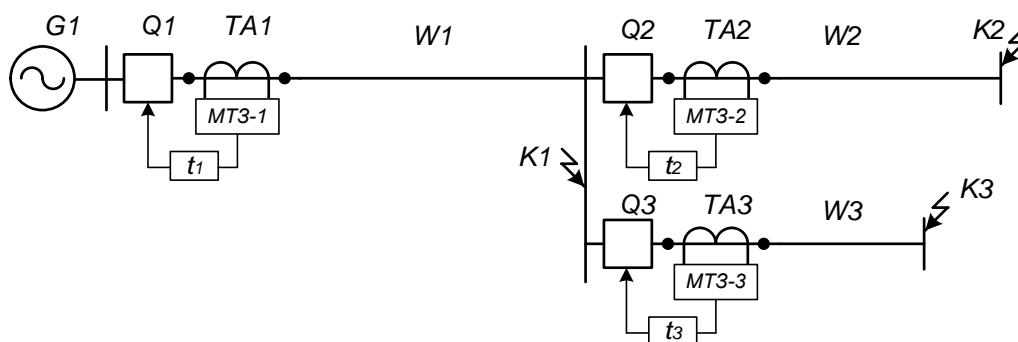 G1 Q1 TA1 W1 Q2 TA2 W2 K2
МТЗ-1 МТЗ-2
t1 t2
K1 Q3 TA3 W3 K3
МТЗ-3
t3